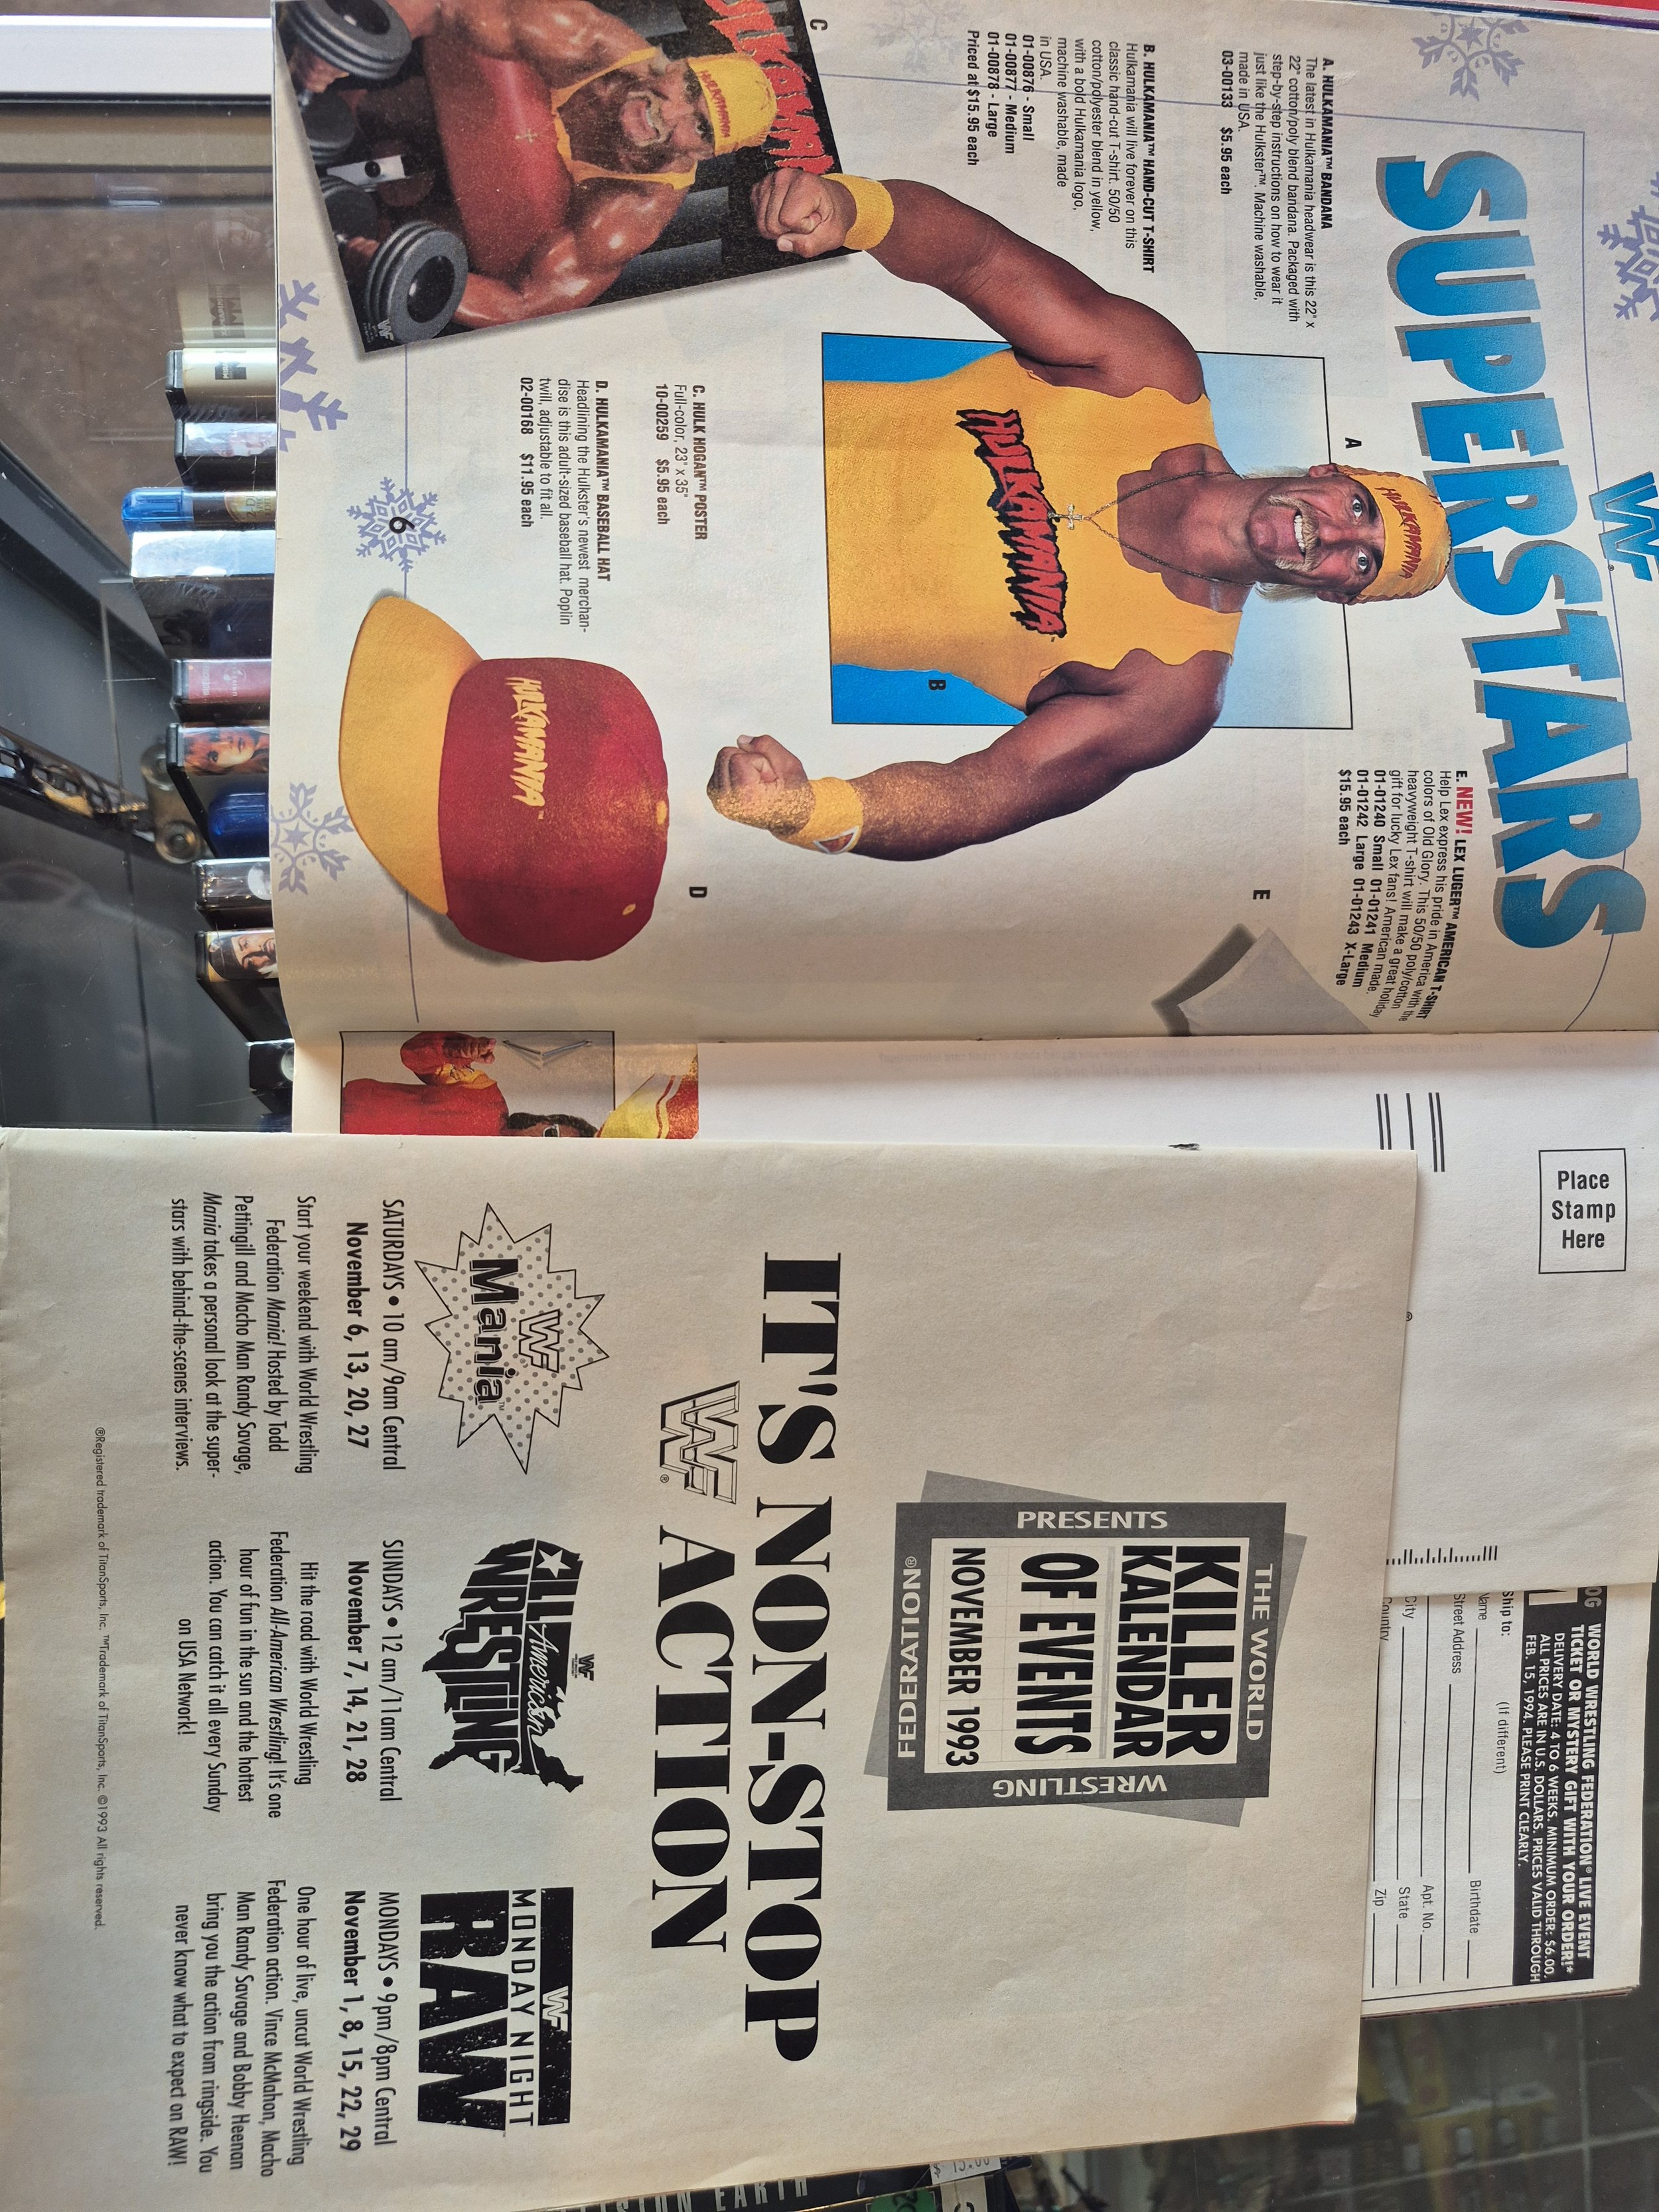 WF
SUPERSTARS
A. HULKAMANIA™ BANDANA
The latest in Hulkamania headwear is this 22" x
22" cotton/poly blend bandana. Packaged with
step-by-step instructions on how to wear it
just like the Hulkster™. Machine washable,
made in USA.
03-00133 $5.95 each
B. HULKAMANIA™ HAND-CUT T-SHIRT
Hulkamania will live forever on this
classic hand-cut T-shirt. 50/50
cotton/polyester blend in yellow,
with a bold Hulkamania logo,
machine washable, made
in USA.
01-00876 - Small
01-00877 - Medium
01-00878 - Large
Priced at $15.95 each
A
HULKAMANIA
HULKAMANIA™
B
E. NEW! LEX LUGER™ AMERICAN T-SHIRT
Help Lex express his pride in America with the
colors of Old Glory. This 50/50 poly/cotton
heavyweight T-shirt will make a great holiday
gift for lucky Lex fans! American made.
01-01240 Small 01-01241 Medium
01-01242 Large 01-01243 X-Large
$15.95 each
E
C
HULKAMANIA
WF
C. HULK HOGAN™ POSTER
Full-color, 23" x 35"
10-00259 $5.95 each
D. HULKAMANIA™ BASEBALL HAT
Headlining the Hulkster's newest merchan-
dise is this adult-sized baseball hat. Poplin
twill, adjustable to fit all.
02-00168 $11.95 each
D
HULKAMANIA™
6
Place
Stamp
Here
OG
WORLD WRESTLING FEDERATION® LIVE EVENT
TICKET OR MYSTERY GIFT WITH YOUR ORDER!*
DELIVERY DATE: 4 TO 6 WEEKS. MINIMUM ORDER: $6.00.
ALL PRICES ARE IN U.S. DOLLARS. PRICES VALID THROUGH
FEB. 15, 1994. PLEASE PRINT CLEARLY.
Ship to: (If different)
Name Birthdate
Street Address
Apt. No.
City State
Country Zip
THE WORLD
WRESTLING
FEDERATION®
PRESENTS
KILLER
KALENDAR
OF EVENTS
NOVEMBER 1993
IT'S NON-STOP
WF® ACTION
WF
Mania™
SATURDAYS • 10 am/9am Central
November 6, 13, 20, 27
Start your weekend with World Wrestling
Federation Mania! Hosted by Todd
Pettingill and Macho Man Randy Savage,
Mania takes a personal look at the super-
stars with behind-the-scenes interviews.
WF
ALL American
WRESTLING
SUNDAYS • 12 am/11am Central
November 7, 14, 21, 28
Hit the road with World Wrestling
Federation All-American Wrestling! It's one
hour of fun in the sun and the hottest
action. You can catch it all every Sunday
on USA Network!
WF
MONDAY NIGHT
RAW
MONDAYS • 9pm/8pm Central
November 1, 8, 15, 22, 29
One hour of live, uncut World Wrestling
Federation action. Vince McMahon, Macho
Man Randy Savage and Bobby Heenan
bring you the action from ringside. You
never know what to expect on RAW!
®Registered trademark of TitanSports, Inc. ™Trademark of TitanSports, Inc. ©1993 All rights reserved.
EARTH